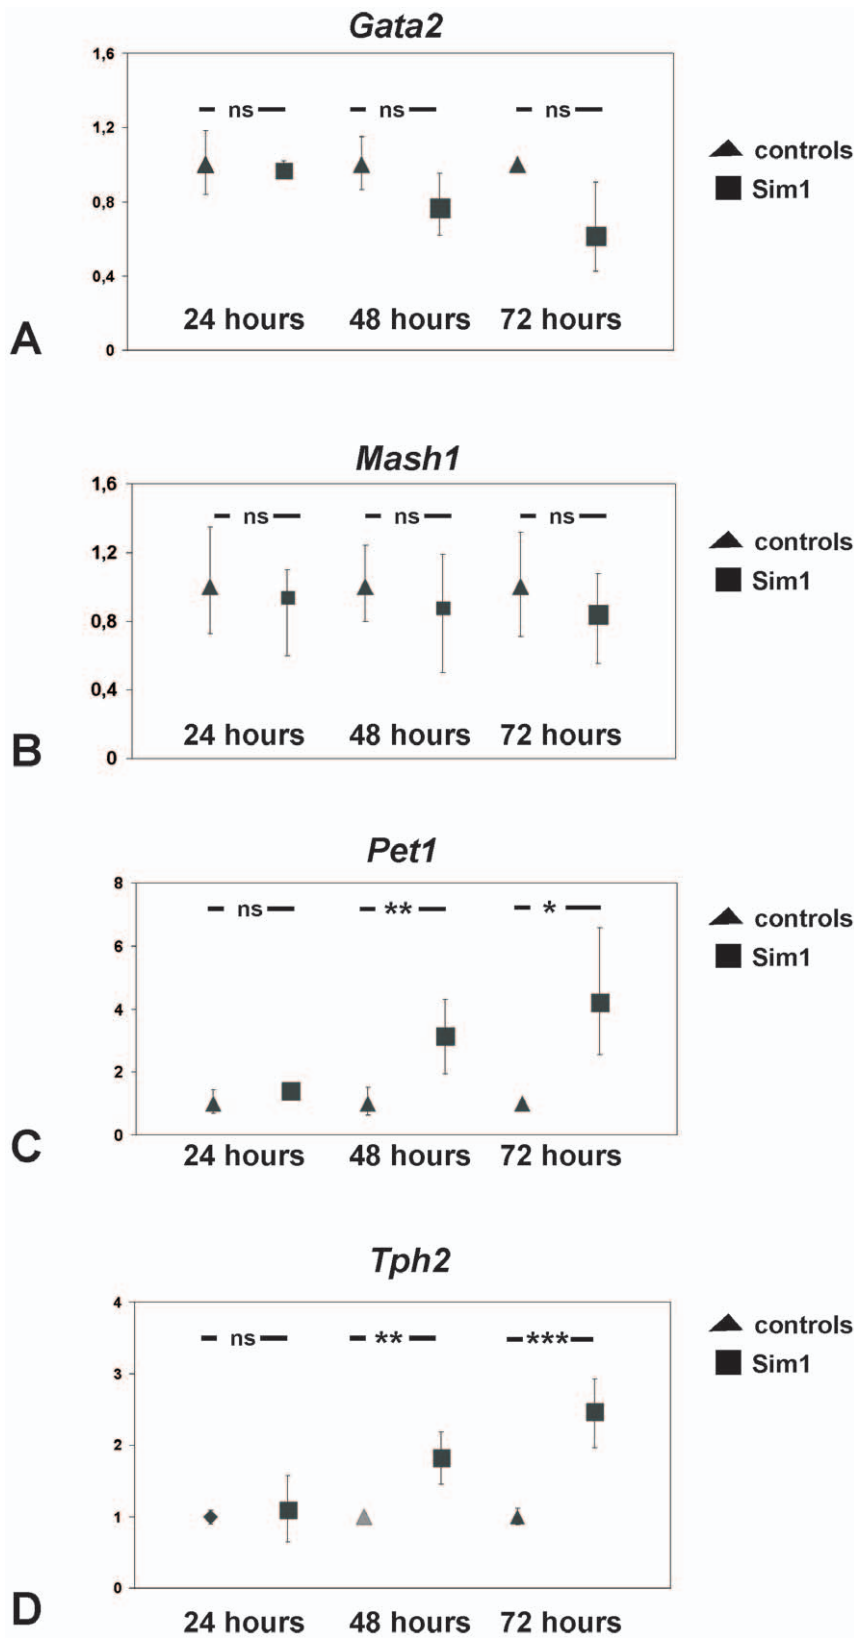 Gata2
1,6
1,2
0,8
0,4
0
ns ns ns
24 hours 48 hours 72 hours
controls
Sim1
A
Mash1
1,6
1,2
0,8
0,4
0
ns ns ns
24 hours 48 hours 72 hours
controls
Sim1
B
Pet1
8
6
4
2
0
ns ** *
24 hours 48 hours 72 hours
controls
Sim1
C
Tph2
4
3
2
1
0
ns ** ***
24 hours 48 hours 72 hours
controls
Sim1
D